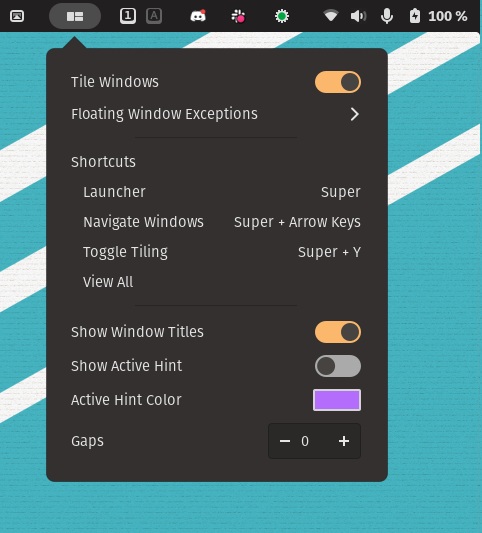 1 A 100 %
Tile Windows
Floating Window Exceptions
Shortcuts
Launcher Super
Navigate Windows Super + Arrow Keys
Toggle Tiling Super + Y
View All
Show Window Titles
Show Active Hint
Active Hint Color
Gaps − 0 +